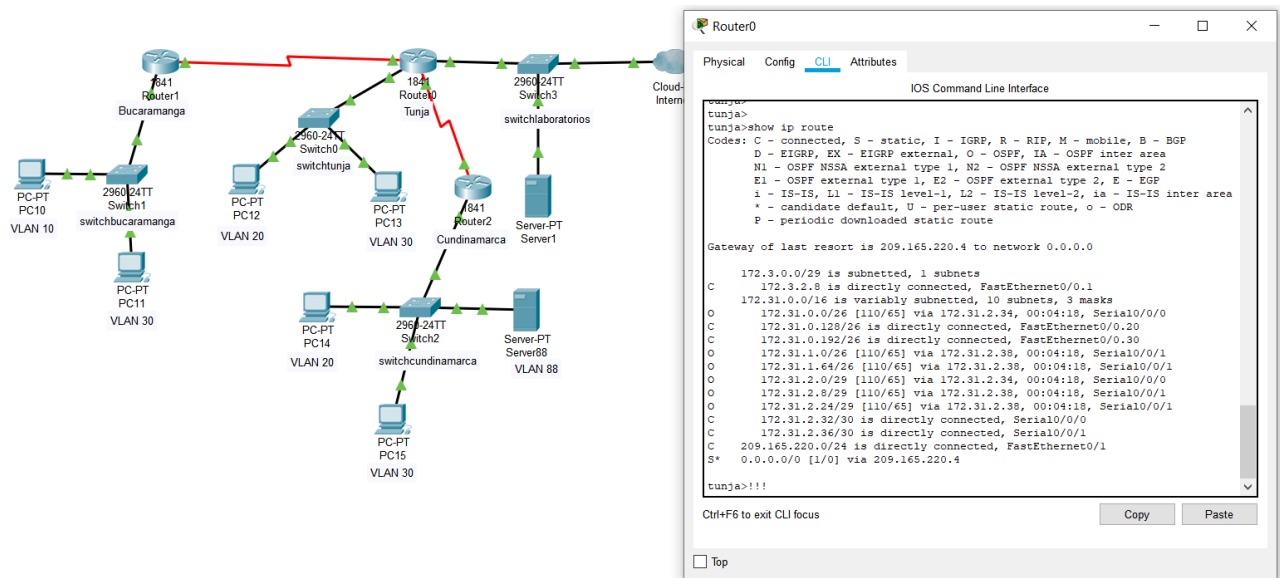 1841
Router1
Bucaramanga
1841
Router0
Tunja
2960-24TT
Switch3
switchlaboratorios
Cloud-
Intern
2960-24TT
Switch0
switchtunja
PC-PT
PC10
VLAN 10
2960-24TT
Switch1
switchbucaramanga
PC-PT
PC12
VLAN 20
PC-PT
PC13
VLAN 30
1841
Router2
Cundinamarca
Server-PT
Server1
PC-PT
PC11
VLAN 30
PC-PT
PC14
VLAN 20
2960-24TT
Switch2
switchcundinamarca
Server-PT
Server88
VLAN 88
PC-PT
PC15
VLAN 30
Router0
Physical Config CLI Attributes
IOS Command Line Interface
tunja>
tunja>
tunja>show ip route
Codes: C - connected, S - static, I - IGRP, R - RIP, M - mobile, B - BGP
D - EIGRP, EX - EIGRP external, O - OSPF, IA - OSPF inter area
N1 - OSPF NSSA external type 1, N2 - OSPF NSSA external type 2
E1 - OSPF external type 1, E2 - OSPF external type 2, E - EGP
i - IS-IS, L1 - IS-IS level-1, L2 - IS-IS level-2, ia - IS-IS inter area
* - candidate default, U - per-user static route, o - ODR
P - periodic downloaded static route
Gateway of last resort is 209.165.220.4 to network 0.0.0.0
172.3.0.0/29 is subnetted, 1 subnets
C 172.3.2.8 is directly connected, FastEthernet0/0.1
172.31.0.0/16 is variably subnetted, 10 subnets, 3 masks
O 172.31.0.0/26 [110/65] via 172.31.2.34, 00:04:18, Serial0/0/0
C 172.31.0.128/26 is directly connected, FastEthernet0/0.20
C 172.31.0.192/26 is directly connected, FastEthernet0/0.30
O 172.31.1.0/26 [110/65] via 172.31.2.38, 00:04:18, Serial0/0/1
O 172.31.1.64/26 [110/65] via 172.31.2.38, 00:04:18, Serial0/0/1
O 172.31.2.0/29 [110/65] via 172.31.2.34, 00:04:18, Serial0/0/0
O 172.31.2.8/29 [110/65] via 172.31.2.38, 00:04:18, Serial0/0/1
O 172.31.2.24/29 [110/65] via 172.31.2.38, 00:04:18, Serial0/0/1
C 172.31.2.32/30 is directly connected, Serial0/0/0
C 172.31.2.36/30 is directly connected, Serial0/0/1
C 209.165.220.0/24 is directly connected, FastEthernet0/1
S* 0.0.0.0/0 [1/0] via 209.165.220.4
tunja>!!!
Ctrl+F6 to exit CLI focus
Copy Paste
Top